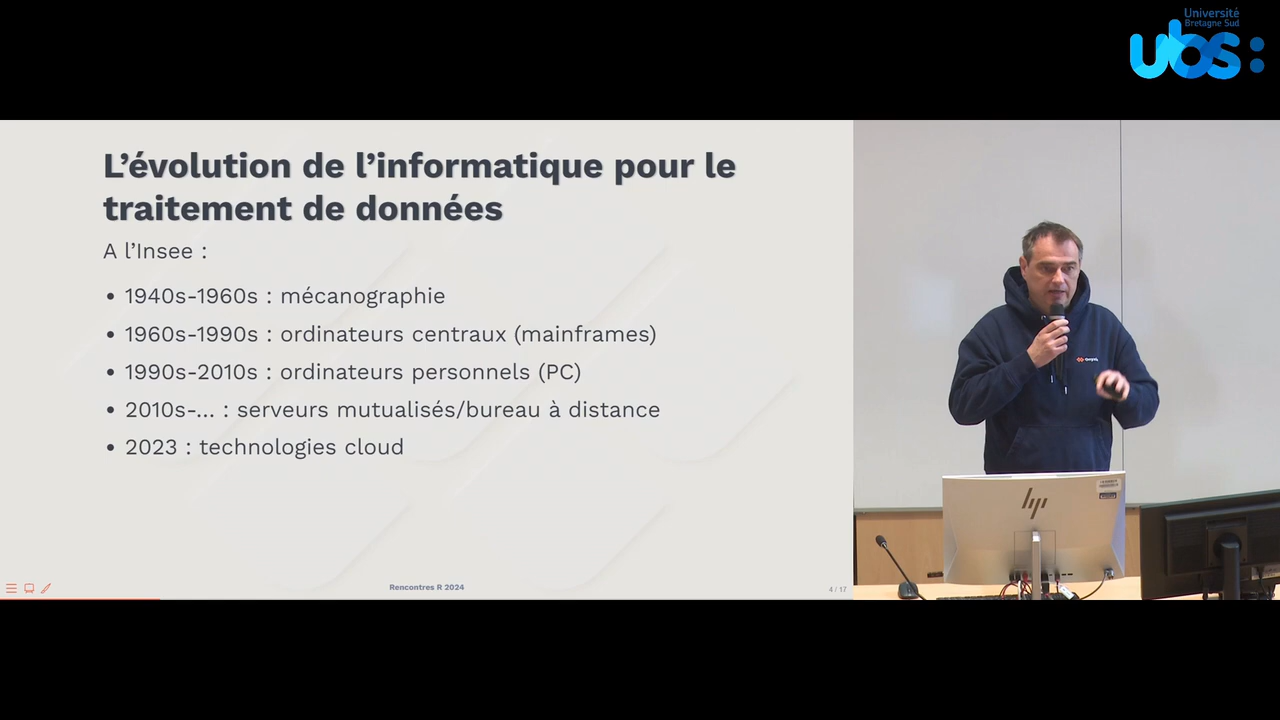 Université
Bretagne Sud
ubs:
L’évolution de l’informatique pour le
traitement de données
A l’Insee :
• 1940s-1960s : mécanographie
• 1960s-1990s : ordinateurs centraux (mainframes)
• 1990s-2010s : ordinateurs personnels (PC)
• 2010s-... : serveurs mutualisés/bureau à distance
• 2023 : technologies cloud
Rencontres R 2024
4 / 17
hp